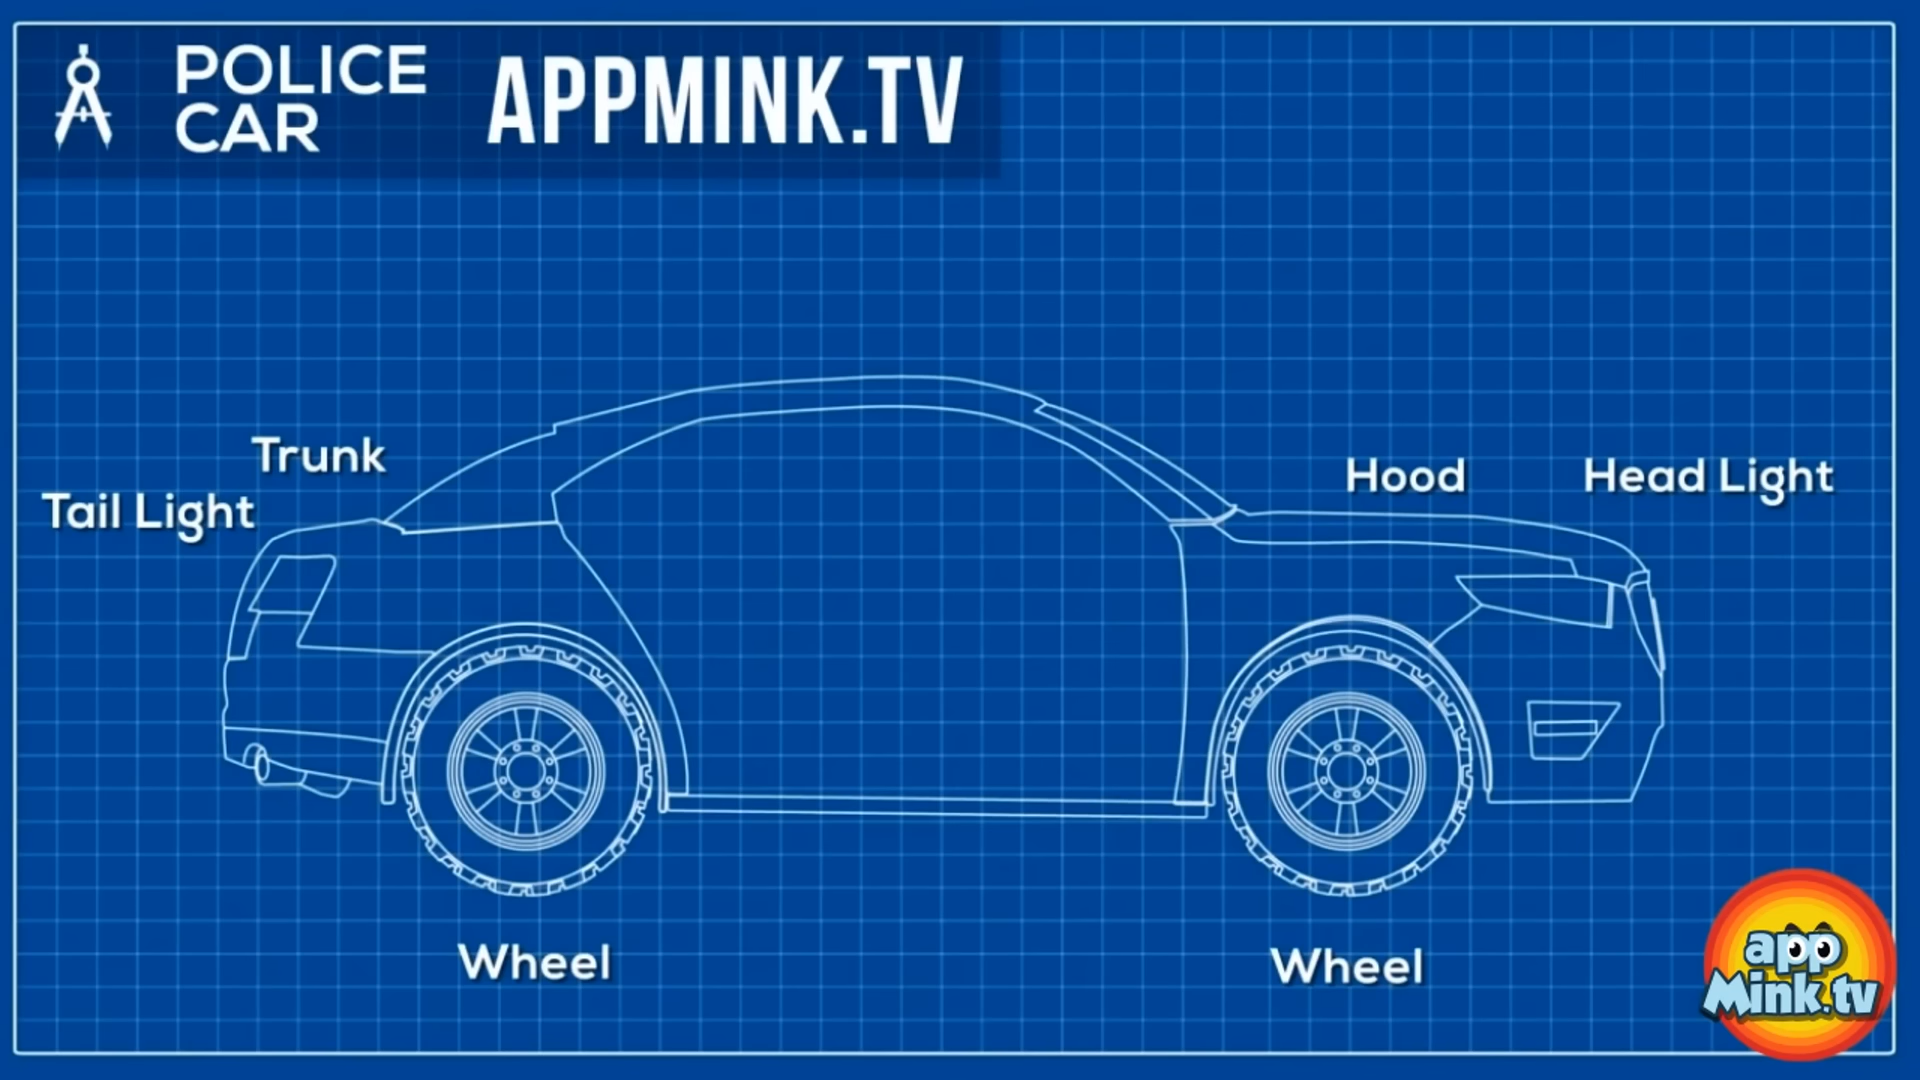 POLICE
CAR
APPMINK.TV
Trunk
Tail Light
Hood
Head Light
Wheel
Wheel
app
Mink.tv